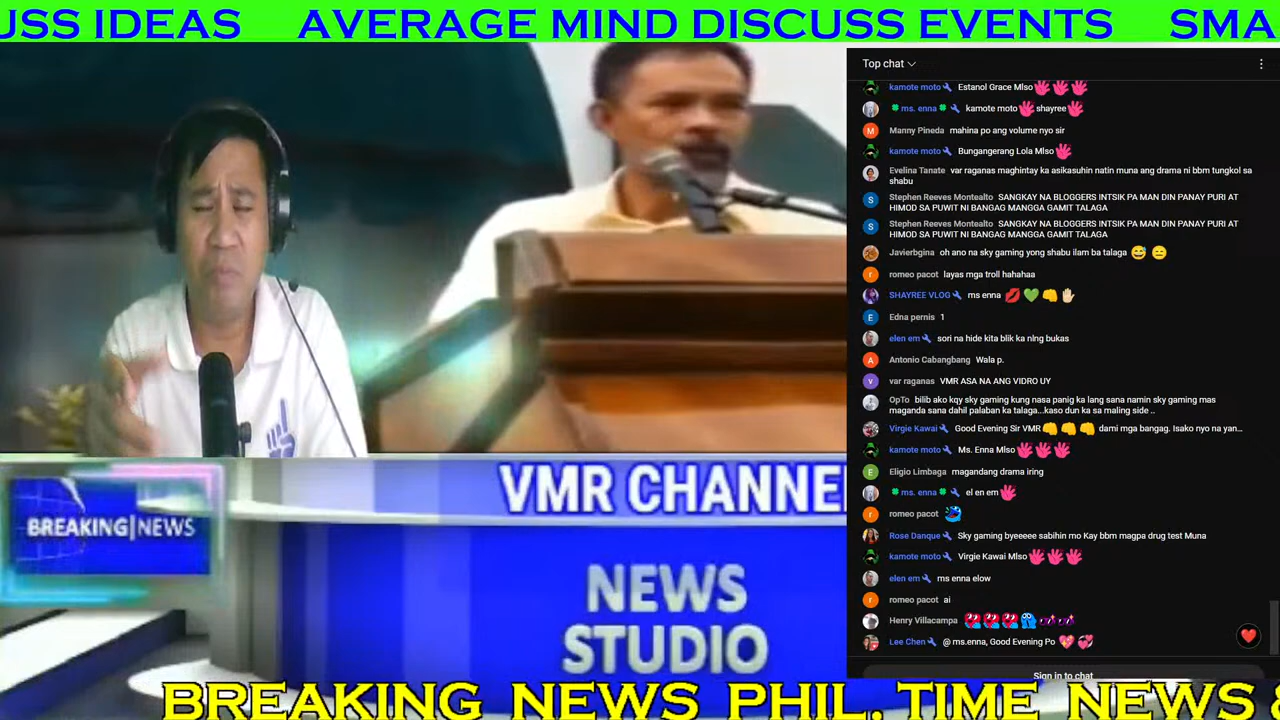 USS IDEAS AVERAGE MIND DISCUSS EVENTS SMA
Top chat
kamote moto Estanol Grace Mlso
ms. enna kamote moto shayree
Manny Pineda mahina po ang volume nyo sir
kamote moto Bungangerang Lola Mlso
Evelina Tanate var raganas maghintay ka asikasuhin natin muna ang drama ni bbm tungkol sa
shabu
Stephen Reeves Montealto SANGKAY NA BLOGGERS INTSIK PA MAN DIN PANAY PURI AT
HIMOD SA PUWIT NI BANGAG MANGGA GAMIT TALAGA
Stephen Reeves Montealto SANGKAY NA BLOGGERS INTSIK PA MAN DIN PANAY PURI AT
HIMOD SA PUWIT NI BANGAG MANGGA GAMIT TALAGA
Javierbgina oh ano na sky gaming yong shabu ilam ba talaga 😅 😑
romeo pacot layas mga troll hahahaa
SHAYREE VLOG ms enna 💋 💚 👊 ✋
Edna pernis 1
elen em sori na hide kita blik ka nlng bukas
Antonio Cabangbang Wala p.
var raganas VMR ASA NA ANG VIDRO UY
OpTo bilib ako kqy sky gaming kung nasa panig ka lang sana namin sky gaming mas
maganda sana dahil palaban ka talaga...kaso dun ka sa maling side ..
Virgie Kawai Good Evening Sir VMR 👊 👊 👊 dami mga bangag. Isako nyo na yan...
kamote moto Ms. Enna Mlso
Eligio Limbaga magandang drama iring
ms. enna el en em
romeo pacot
Rose Danque Sky gaming byeeeee sabihin mo Kay bbm magpa drug test Muna
kamote moto Virgie Kawai Mlso
elen em ms enna elow
romeo pacot ai
Henry Villacampa
Lee Chen @ ms.enna, Good Evening Po 💖 💞
Sign in to chat
VMR CHANNE
BREAKING|NEWS
NEWS
STUDIO
BREAKING NEWS PHIL. TIME NEWS &